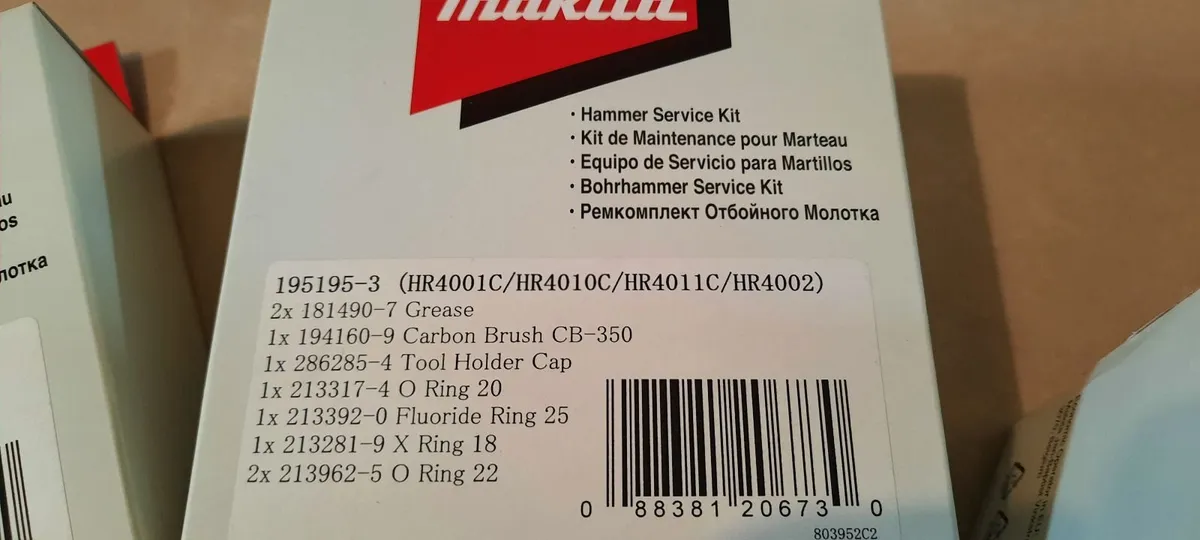 makita
· Hammer Service Kit
· Kit de Maintenance pour Marteau
· Equipo de Servicio para Martillos
· Bohrhammer Service Kit
· Ремкомплект Отбойного Молотка
195195-3 (HR4001C/HR4010C/HR4011C/HR4002)
2x 181490-7 Grease
1x 194160-9 Carbon Brush CB-350
1x 286285-4 Tool Holder Cap
1x 213317-4 O Ring 20
1x 213392-0 Fluoride Ring 25
1x 213281-9 X Ring 18
2x 213962-5 O Ring 22
0 88381 20673 0
803952C2